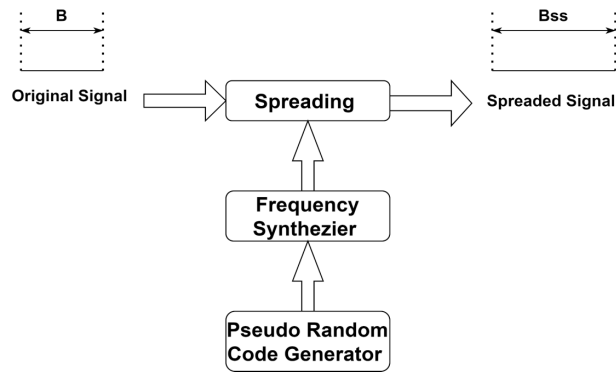 B
Bss
Original Signal
Spreading
Spreaded Signal
Frequency
Synthezier
Pseudo Random
Code Generator